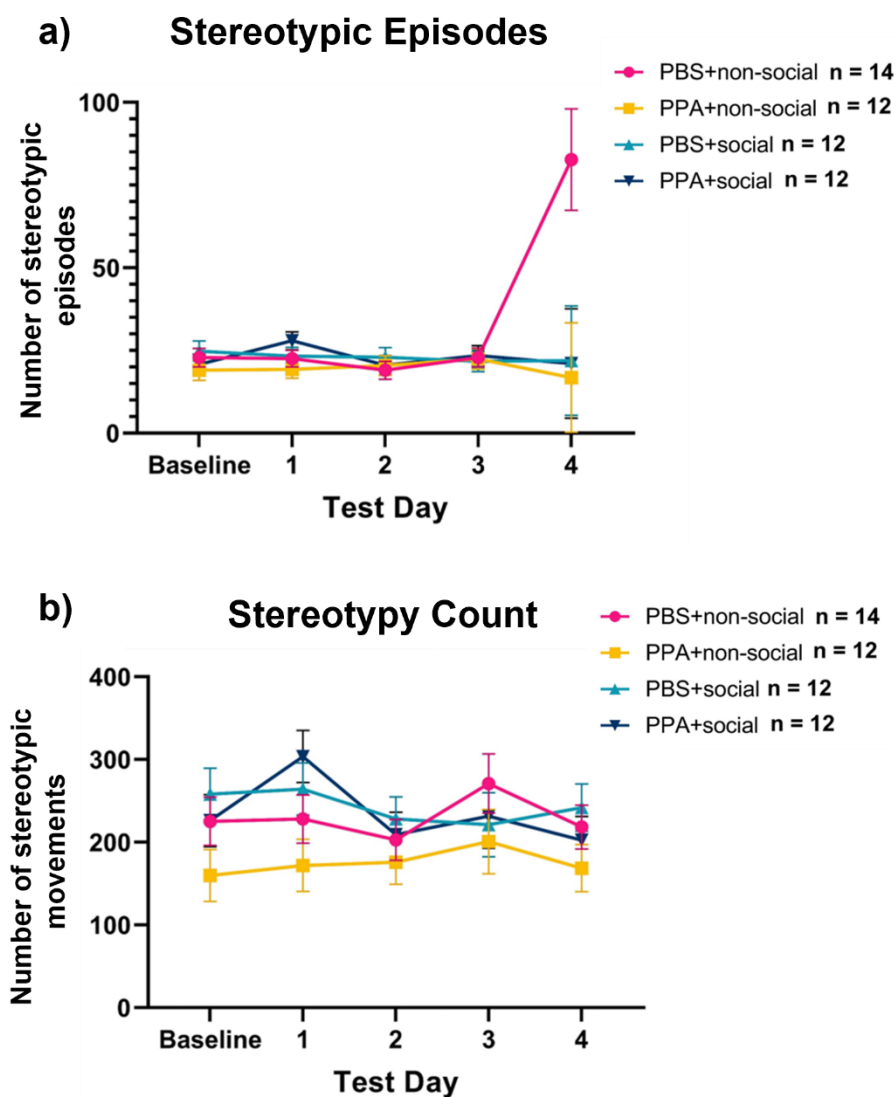 a) Stereotypic Episodes
PBS+non-social n = 14
PPA+non-social n = 12
PBS+social n = 12
PPA+social n = 12
Number of stereotypic
episodes
100
50
0
Baseline 1 2 3 4
Test Day
b) Stereotypy Count
PBS+non-social n = 14
PPA+non-social n = 12
PBS+social n = 12
PPA+social n = 12
Number of stereotypic
movements
400
300
200
100
0
Baseline 1 2 3 4
Test Day